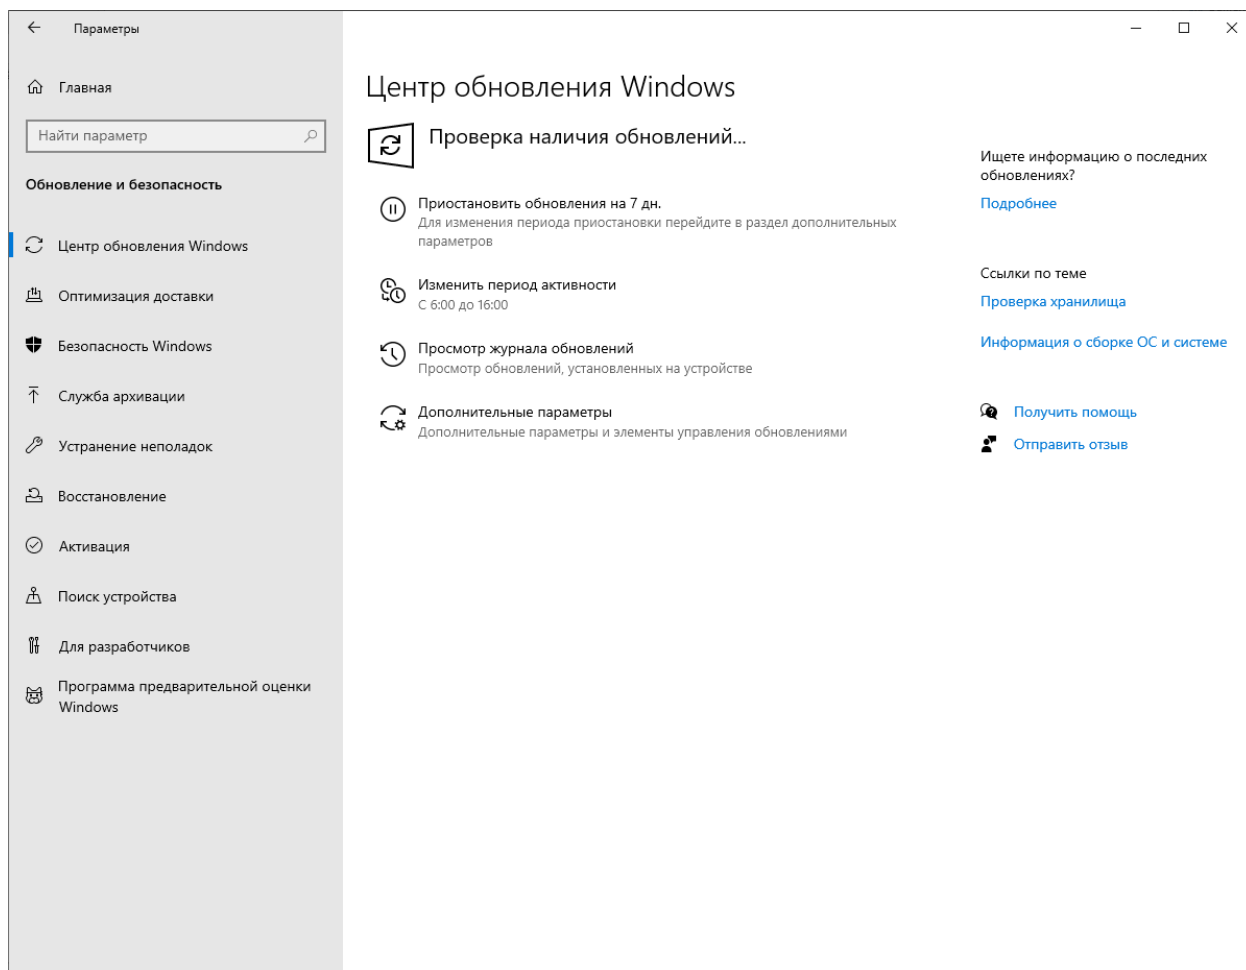 Параметры
Главная
Найти параметр
Обновление и безопасность
Центр обновления Windows
Оптимизация доставки
Безопасность Windows
Служба архивации
Устранение неполадок
Восстановление
Активация
Поиск устройства
Для разработчиков
Программа предварительной оценки
Windows
Центр обновления Windows
Проверка наличия обновлений...
Приостановить обновления на 7 дн.
Для изменения периода приостановки перейдите в раздел дополнительных
параметров
Изменить период активности
С 6:00 до 16:00
Просмотр журнала обновлений
Просмотр обновлений, установленных на устройстве
Дополнительные параметры
Дополнительные параметры и элементы управления обновлениями
Ищете информацию о последних
обновлениях?
Подробнее
Ссылки по теме
Проверка хранилища
Информация о сборке ОС и системе
Получить помощь
Отправить отзыв